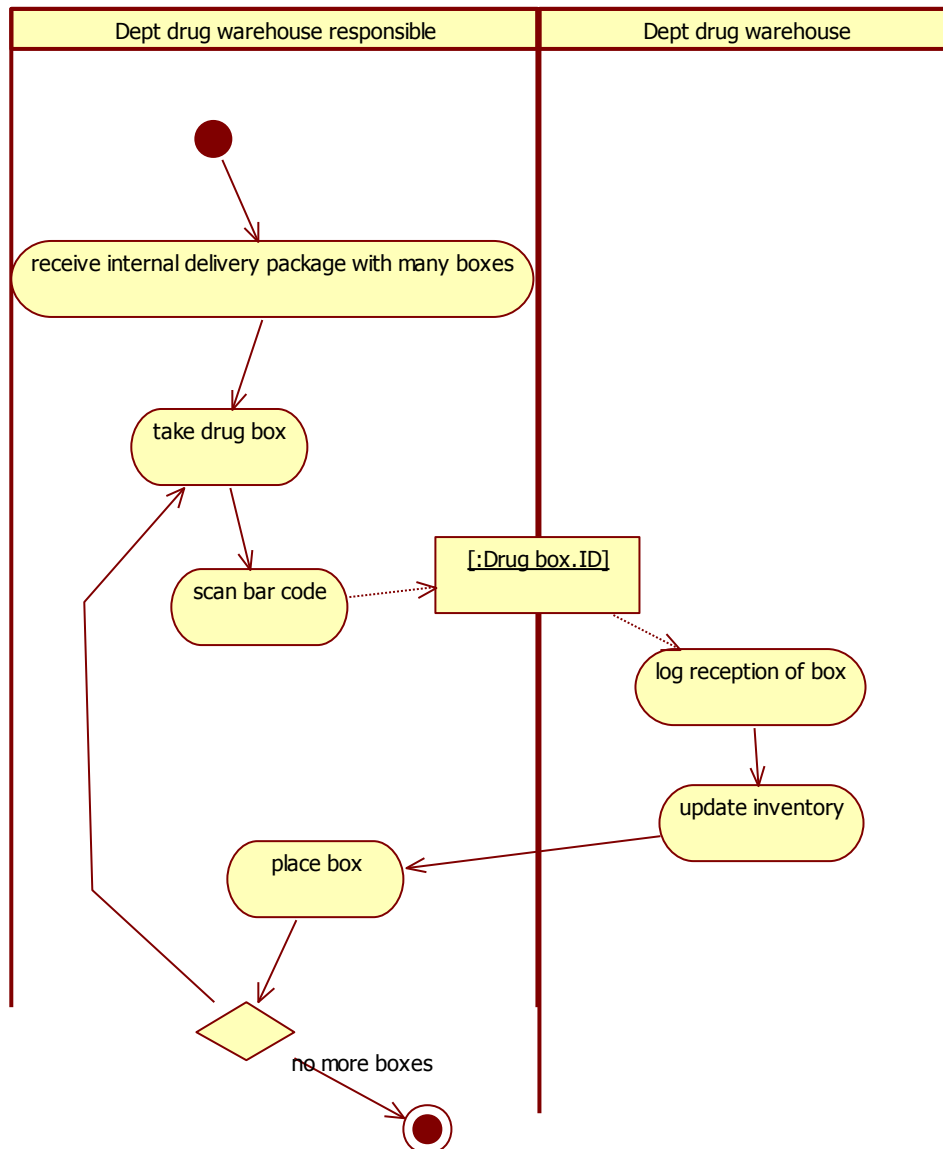 Dept drug warehouse responsible
Dept drug warehouse
receive internal delivery package with many boxes
take drug box
[:Drug box.ID]
scan bar code
log reception of box
update inventory
place box
no more boxes